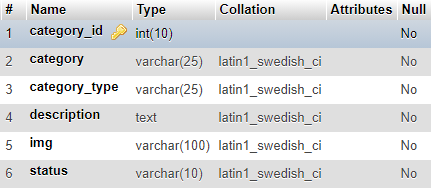 # Name Type Collation Attributes Null
1 category_id int(10) No
2 category varchar(25) latin1_swedish_ci No
3 category_type varchar(25) latin1_swedish_ci No
4 description text latin1_swedish_ci No
5 img varchar(100) latin1_swedish_ci No
6 status varchar(10) latin1_swedish_ci No